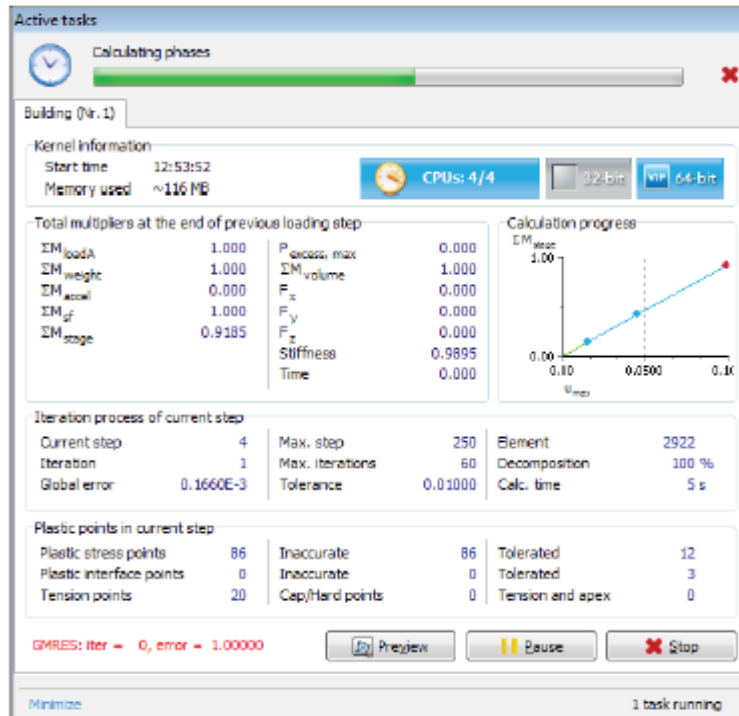 Active tasks
Calculating phases
Building (Nr. 1)
Kernel information
Start time 12:53:52
Memory used ~116 MB
CPUs: 4/4
32-bit
64-bit
Total multipliers at the end of previous loading step
ΣMloadA 1.000
ΣMweight 1.000
ΣMaccel 0.000
ΣMsf 1.000
ΣMstage 0.9185
Pexcess, max 0.000
ΣMvolume 1.000
Fx 0.000
Fy 0.000
Fz 0.000
Stiffness 0.9895
Time 0.000
Calculation progress
ΣMstage
1.00
0.00
0.00 0.0500 0.10
Umax
Iteration process of current step
Current step 4 Max. step 250 Element 2922
Iteration 1 Max. iterations 60 Decomposition 100 %
Global error 0.1660E-3 Tolerance 0.01000 Calc. time 5 s
Plastic points in current step
Plastic stress points 86 Inaccurate 86 Tolerated 12
Plastic interface points 0 Inaccurate 0 Tolerated 3
Tension points 20 Cap/Hard points 0 Tension and apex 0
GMRES: iter = 0, error = 1.00000
Preview
Pause
Stop
Minimize
1 task running